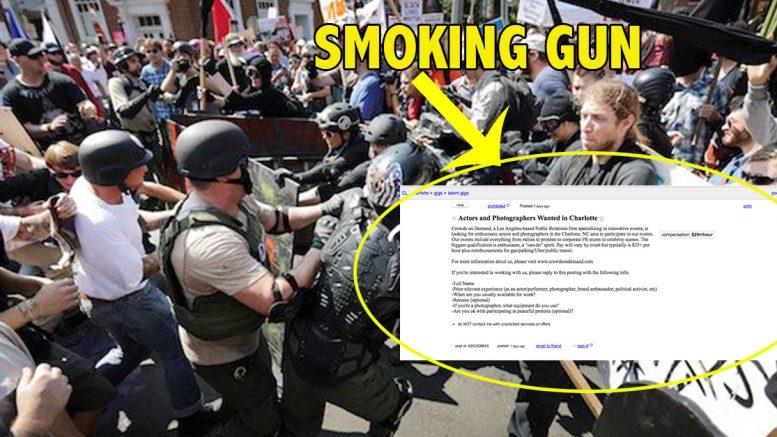 SMOKING GUN
gigs > talent gigs
prohibited Posted 7 days ago print
Actors and Photographers Wanted in Charlotte
Crowds on Demand, a Los Angeles-based Public Relations firm specializing in innovative events, is
looking for enthusiastic actors and photographers in the Charlotte, NC area to participate in our events.
Our events include everything from rallies to protests to corporate PR stunts to celebrity scenes. The
biggest qualification is enthusiasm, a "can-do" spirit. Pay will vary by event but typically is $25+ per
hour plus reimbursements for gas/parking/Uber/public transit.
compensation: $25+/hour
For more information about us, please visit www.crowdsondemand.com
If you're interested in working with us, please reply to this posting with the following info:
-Full Name
-Prior relevant experience (as an actor/performer, photographer, brand ambassador, political activist, etc)
-When are you usually available for work?
-Resume (optional)
-If you're a photographer, what equipment do you use?
-Are you ok with participating in peaceful protests (optional)?
do NOT contact me with unsolicited services or offers
posted: 7 days ago email to friend best of